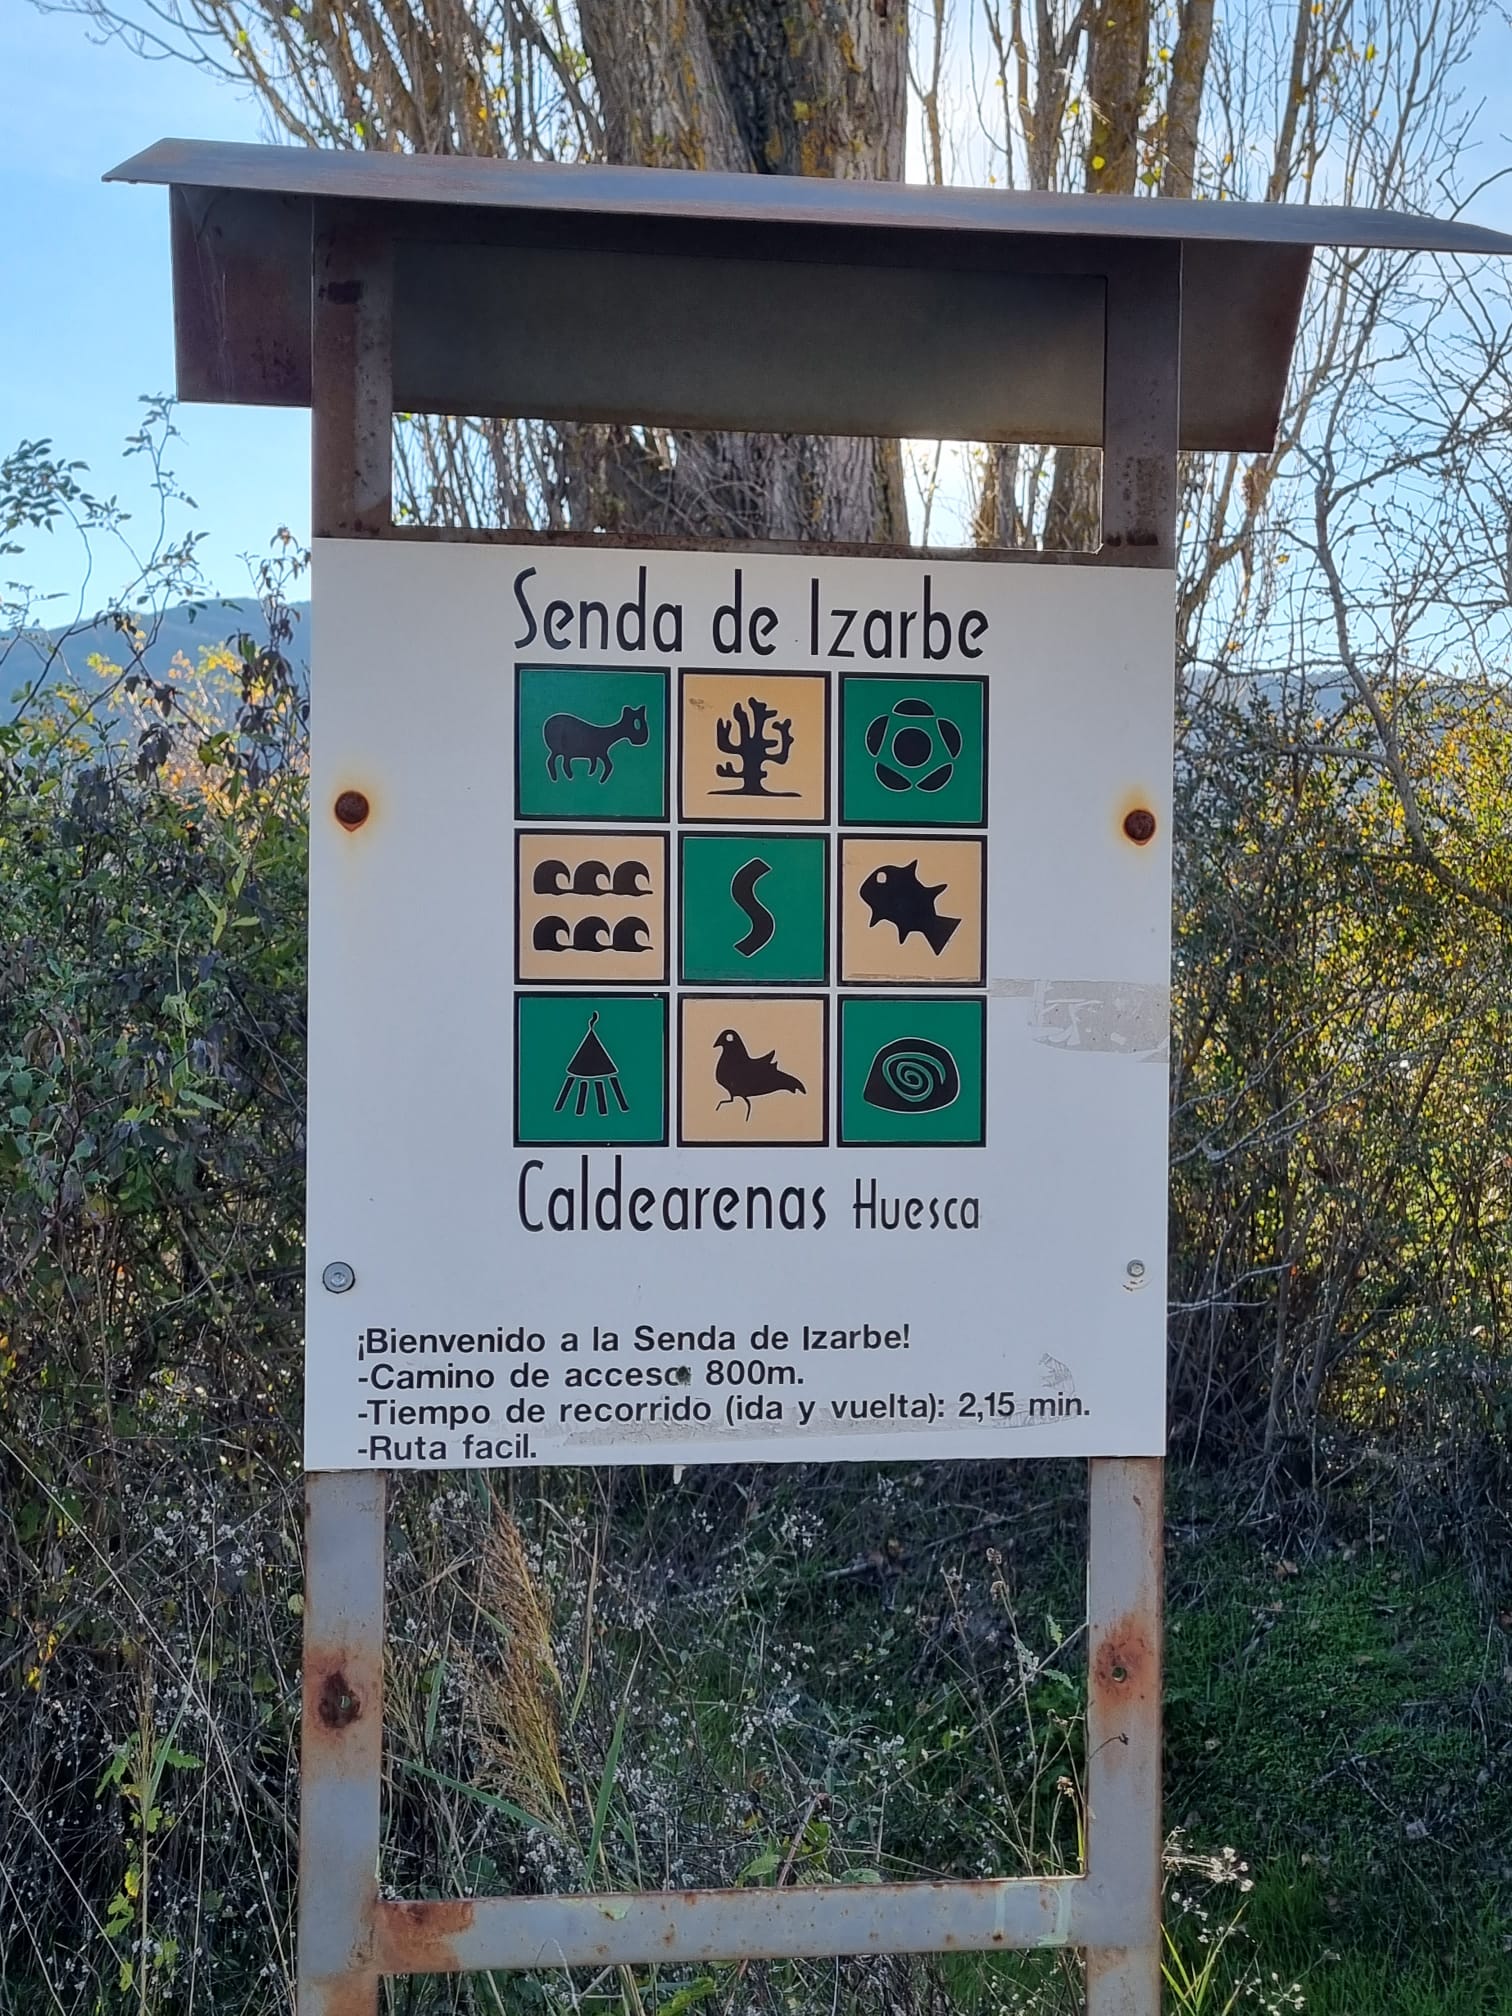 Senda de Izarbe
Caldearenas Huesca
¡Bienvenido a la Senda de Izarbe!
-Camino de acceso 800m.
-Tiempo de recorrido (ida y vuelta): 2,15 min.
-Ruta facil.